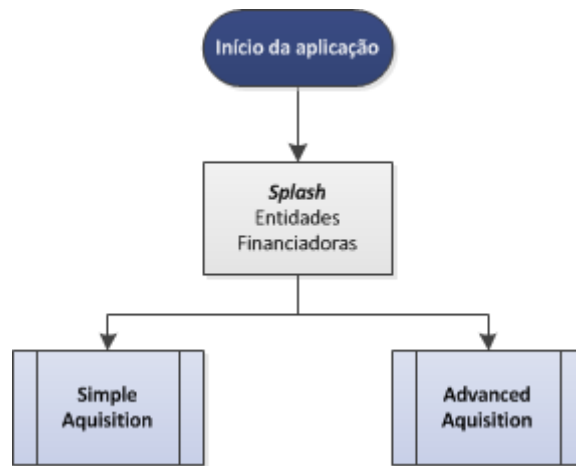 Início da aplicação
Splash
Entidades
Financiadoras
Simple
Aquisition
Advanced
Aquisition